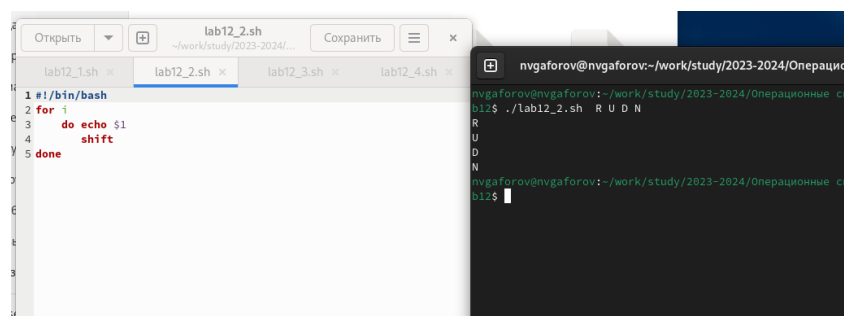 Открыть
lab12_2.sh
~/work/study/2023-2024/...
Сохранить
lab12_1.sh ×
lab12_2.sh ×
lab12_3.sh ×
lab12_4.sh ×
1 #!/bin/bash
2 for i
3     do echo $1
4        shift
5 done
nvgaforov@nvgaforov:~/work/study/2023-2024/Операцио
nvgaforov@nvgaforov:~/work/study/2023-2024/Операционные с
b12$ ./lab12_2.sh  R U D N
R
U
D
N
nvgaforov@nvgaforov:~/work/study/2023-2024/Операционные с
b12$